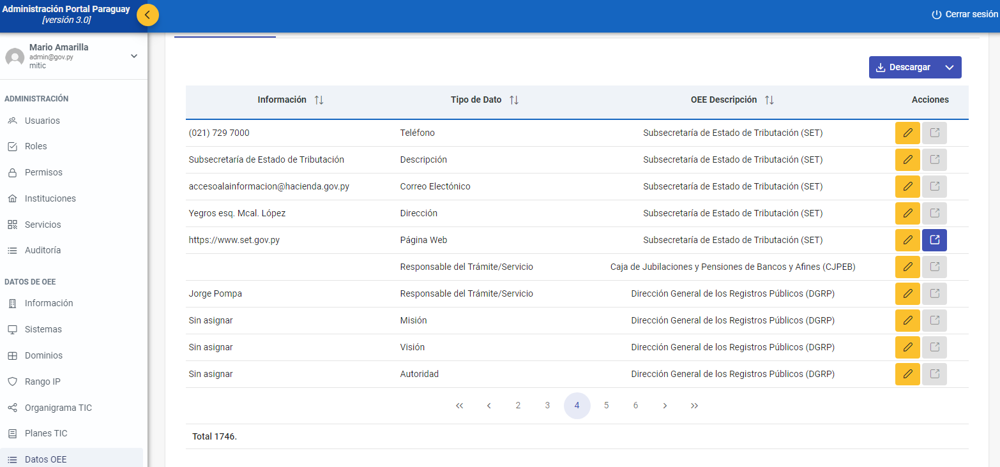 Administración Portal Paraguay
[versión 3.0]
Cerrar sesión
Mario Amarilla
admin@gov.py
mitic
ADMINISTRACIÓN
Usuarios
Roles
Permisos
Instituciones
Servicios
Auditoría
DATOS DE OEE
Información
Sistemas
Dominios
Rango IP
Organigrama TIC
Planes TIC
Datos OEE
Descargar
Información Tipo de Dato OEE Descripción Acciones
(021) 729 7000 Teléfono Subsecretaría de Estado de Tributación (SET)
Subsecretaría de Estado de Tributación Descripción Subsecretaría de Estado de Tributación (SET)
accesoalainformacion@hacienda.gov.py Correo Electónico Subsecretaría de Estado de Tributación (SET)
Yegros esq. Mcal. López Dirección Subsecretaría de Estado de Tributación (SET)
https://www.set.gov.py Página Web Subsecretaría de Estado de Tributación (SET)
Responsable del Trámite/Servicio Caja de Jubilaciones y Pensiones de Bancos y Afines (CJPEB)
Jorge Pompa Responsable del Trámite/Servicio Dirección General de los Registros Públicos (DGRP)
Sin asignar Misión Dirección General de los Registros Públicos (DGRP)
Sin asignar Visión Dirección General de los Registros Públicos (DGRP)
Sin asignar Autoridad Dirección General de los Registros Públicos (DGRP)
« ‹ 2 3 4 5 6 › »
Total 1746.